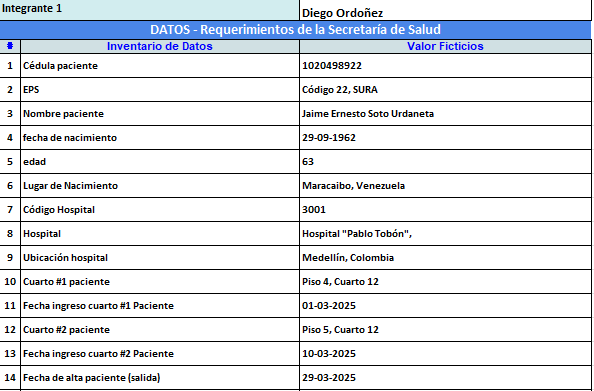 Integrante 1 Diego Ordoñez
DATOS - Requerimientos de la Secretaría de Salud
# Inventario de Datos Valor Ficticios
1 Cédula paciente 1020498922
2 EPS Código 22, SURA
3 Nombre paciente Jaime Ernesto Soto Urdaneta
4 fecha de nacimiento 29-09-1962
5 edad 63
6 Lugar de Nacimiento Maracaibo, Venezuela
7 Código Hospital 3001
8 Hospital Hospital "Pablo Tobón",
9 Ubicación hospital Medellín, Colombia
10 Cuarto #1 paciente Piso 4, Cuarto 12
11 Fecha ingreso cuarto #1 Paciente 01-03-2025
12 Cuarto #2 paciente Piso 5, Cuarto 12
13 Fecha ingreso cuarto #2 Paciente 10-03-2025
14 Fecha de alta paciente (salida) 29-03-2025